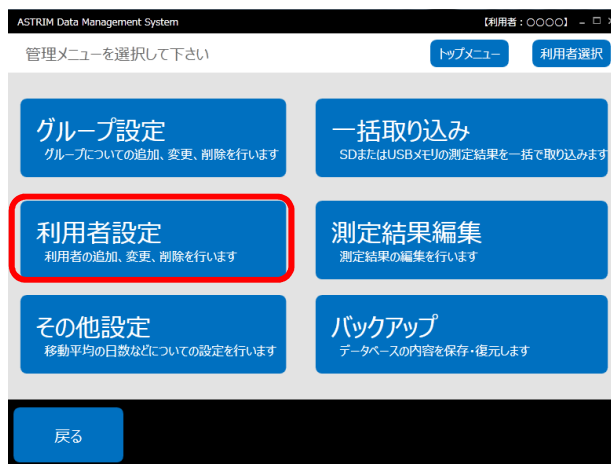 ASTRIM Data Management System 【利用者：○○○○】
管理メニューを選択して下さい トップメニュー 利用者選択
グループ設定
グループについての追加、変更、削除を行います
一括取り込み
SDまたはUSBメモリの測定結果を一括で取り込みます
利用者設定
利用者の追加、変更、削除を行います
測定結果編集
測定結果の編集を行います
その他設定
移動平均の日数などについての設定を行います
バックアップ
データベースの内容を保存・復元します
戻る